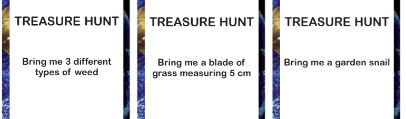 TREASURE HUNT
Bring me 3 different
types of weed
TREASURE HUNT
Bring me a blade of
grass measuring 5 cm
TREASURE HUNT
Bring me a garden snail